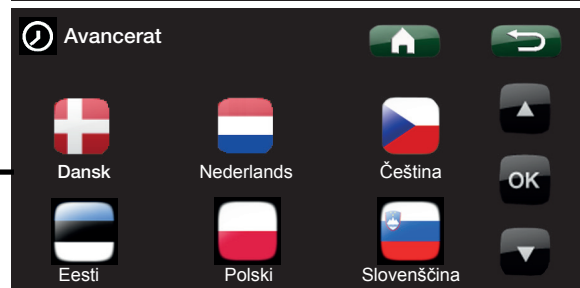 Avancerat
Dansk Nederlands Čeština
OK
Eesti Polski Slovenščina